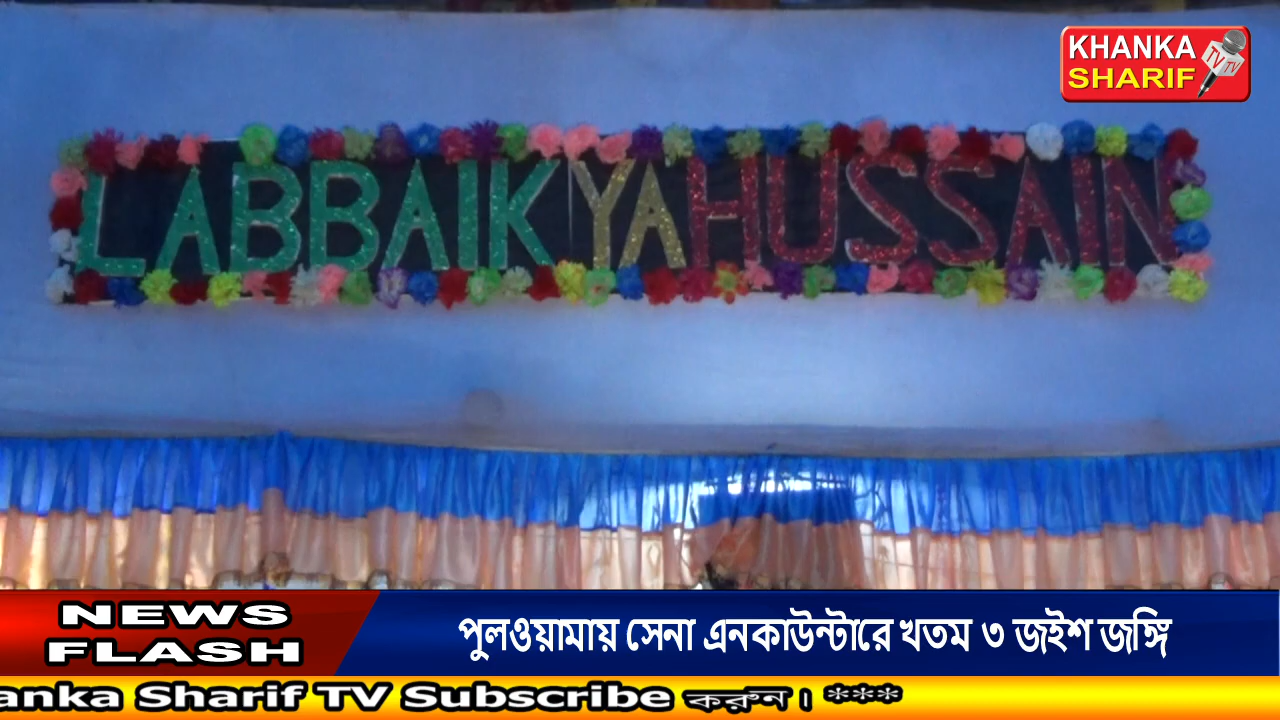 KHANKA
SHARIF
TV TV
LABBAIK YA HUSSAIN
NEWS
FLASH
পুলওয়ামায় সেনা এনকাউন্টারে খতম ৩ জইশ জঙ্গি
anka Sharif TV Subscribe করুন। ***